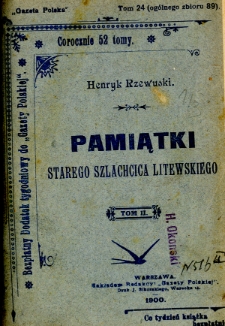 „Gazeta Polska"
Tom 24 (ogólnego zbioru 89).
Corocznie 52 tomy.
Bezpłatny Dodatek tygodniowy do „Gazety Polskiej".
Henryk Rzewuski.
PAMIĄTKI
STAREGO SZLACHCICA LITEWSKIEGO
TOM II.
H. Okoński
WARSZAWA.
Nakładem Redakcyi „Gazety Polskiej".
1900.
Co tydzień książka